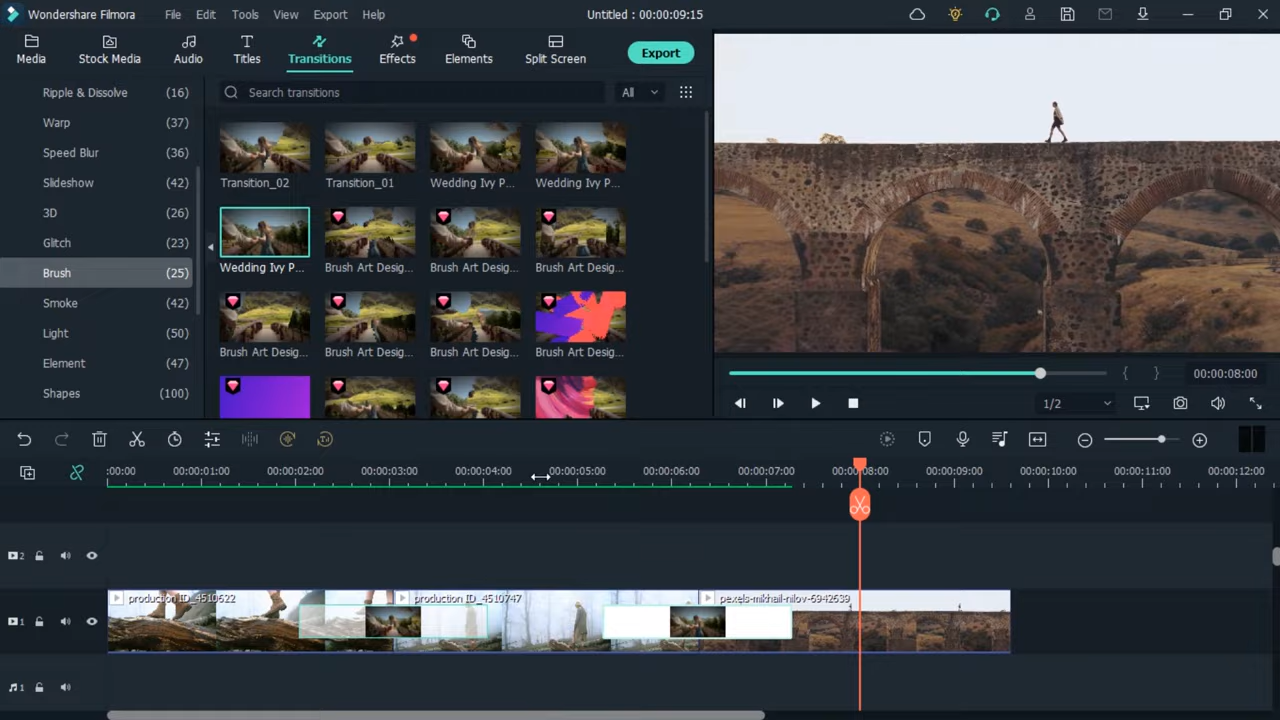 Wondershare Filmora File Edit Tools View Export Help Untitled : 00:00:09:15
Media Stock Media Audio Titles Transitions Effects Elements Split Screen Export
Ripple & Dissolve (16)
Warp (37)
Speed Blur (36)
Slideshow (42)
3D (26)
Glitch (23)
Brush (25)
Smoke (42)
Light (50)
Element (47)
Shapes (100)
Search transitions All
Transition_02 Transition_01 Wedding Ivy P... Wedding Ivy P...
Wedding Ivy P... Brush Art Desig... Brush Art Desig... Brush Art Desig...
Brush Art Desig... Brush Art Desig... Brush Art Desig... Brush Art Desig...
{ } 00:00:08:00
1/2
:00:00 00:00:01:00 00:00:02:00 00:00:03:00 00:00:04:00 00:00:05:00 00:00:06:00 00:00:07:00 00:00:08:00 00:00:09:00 00:00:10:00 00:00:11:00 00:00:12:00
2
production ID_4510622 production ID_4510747 pexels-mikhail-nilov-6942639
1
1